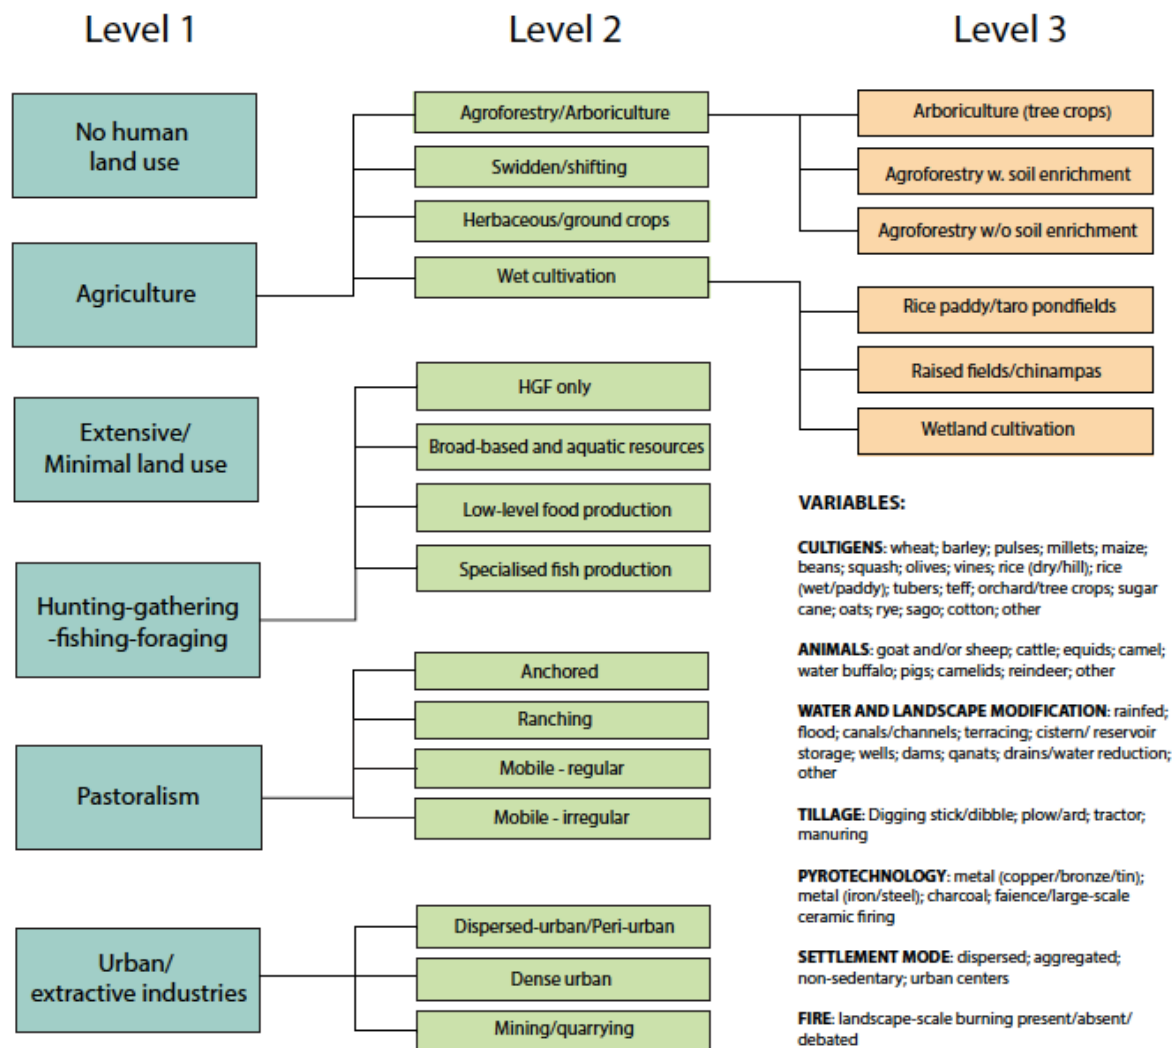 Level 1
Level 2
Level 3
No human
land use
Agriculture
Extensive/
Minimal land use
Hunting-gathering
-fishing-foraging
Pastoralism
Urban/
extractive industries
Agroforestry/Arboriculture
Swidden/shifting
Herbaceous/ground crops
Wet cultivation
HGF only
Broad-based and aquatic resources
Low-level food production
Specialised fish production
Anchored
Ranching
Mobile - regular
Mobile - irregular
Dispersed-urban/Peri-urban
Dense urban
Mining/quarrying
Arboriculture (tree crops)
Agroforestry w. soil enrichment
Agroforestry w/o soil enrichment
Rice paddy/taro pondfields
Raised fields/chinampas
Wetland cultivation
VARIABLES:
CULTIGENS: wheat; barley; pulses; millets; maize;
beans; squash; olives; vines; rice (dry/hill); rice
(wet/paddy); tubers; teff; orchard/tree crops; sugar
cane; oats; rye; sago; cotton; other
ANIMALS: goat and/or sheep; cattle; equids; camel;
water buffalo; pigs; camelids; reindeer; other
WATER AND LANDSCAPE MODIFICATION: rainfed;
flood; canals/channels; terracing; cistern/ reservoir
storage; wells; dams; qanats; drains/water reduction;
other
TILLAGE: Digging stick/dibble; plow/ard; tractor;
manuring
PYROTECHNOLOGY: metal (copper/bronze/tin);
metal (iron/steel); charcoal; faience/large-scale
ceramic firing
SETTLEMENT MODE: dispersed; aggregated;
non-sedentary; urban centers
FIRE: landscape-scale burning present/absent/
debated